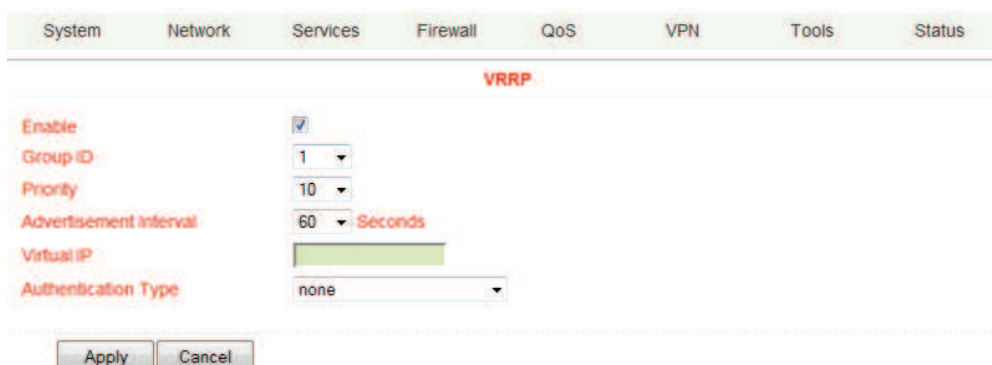 System Network Services Firewall QoS VPN Tools Status
VRRP
Enable
Group ID 1
Priority 10
Advertisement Interval 60 Seconds
Virtual IP
Authentication Type none
Apply Cancel